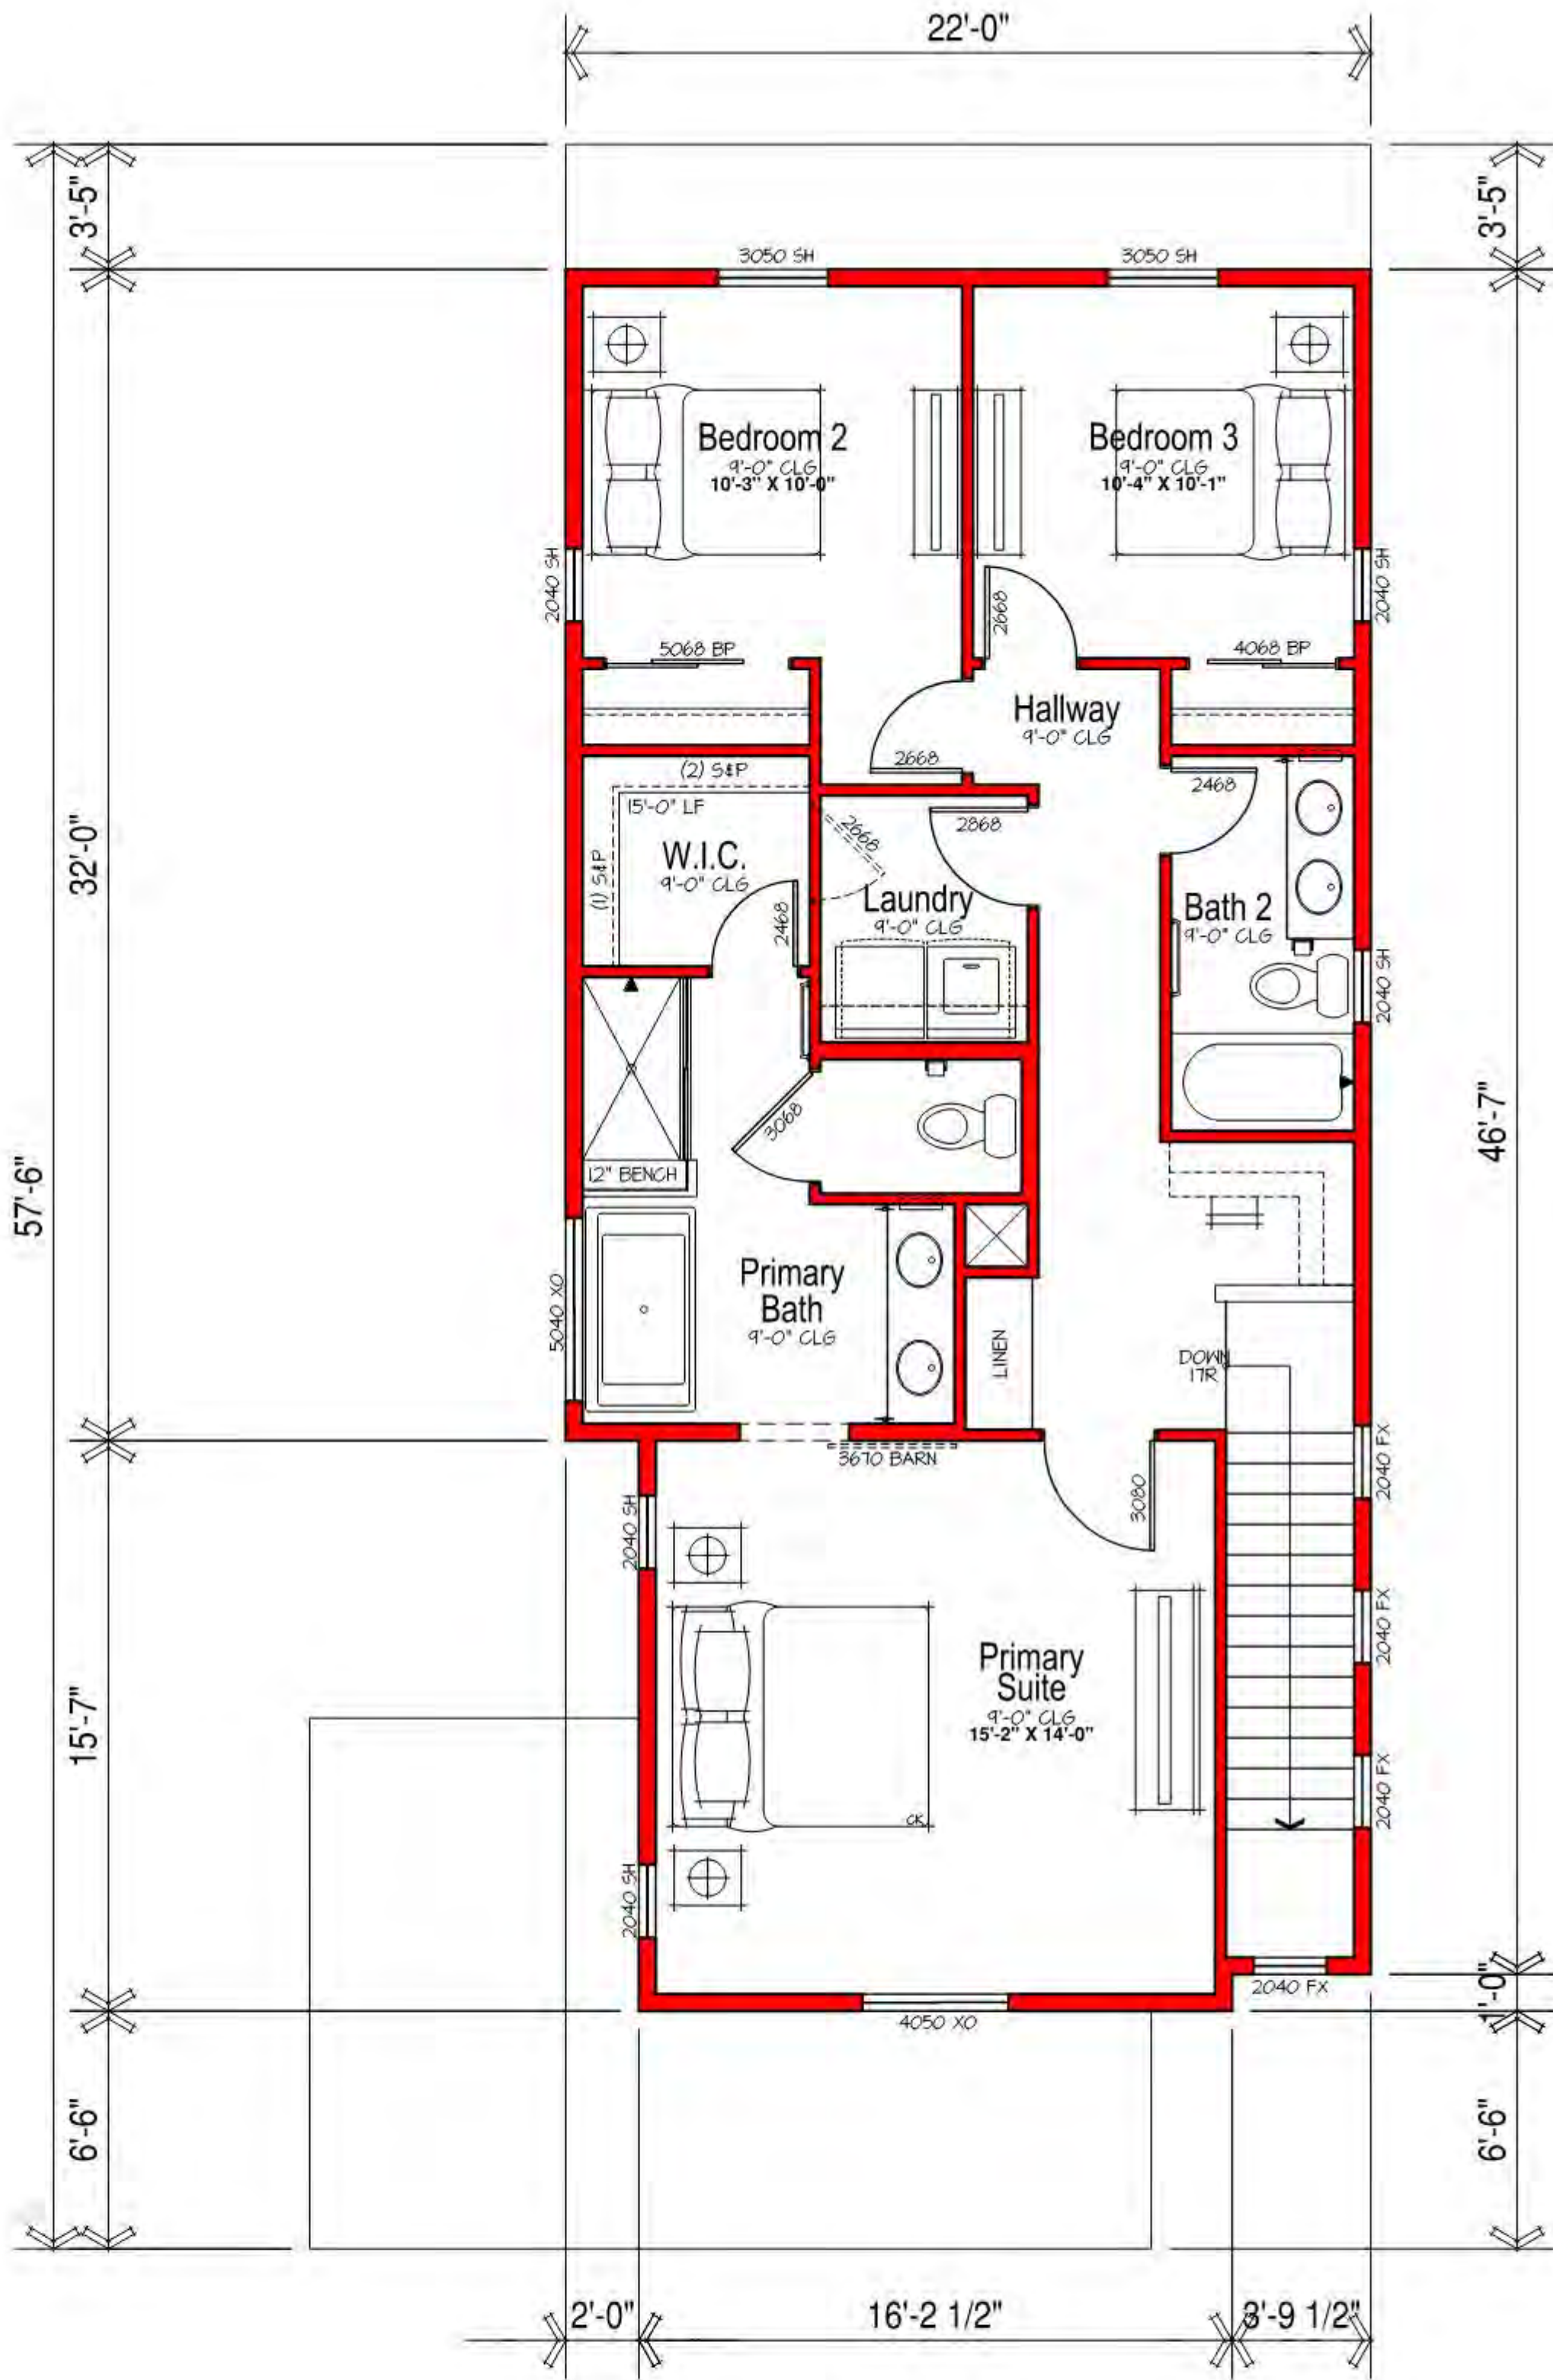 22'-0"
3'-5"
3'-5"
3050 SH
3050 SH
Bedroom 2
9'-0" CLG
10'-3" X 10'-0"
Bedroom 3
9'-0" CLG
10'-4" X 10'-1"
2040 SH
2040 SH
2668
5068 BP
4068 BP
Hallway
9'-0" CLG
2668
(2) S&P
15'-0" LF
2468
2668
2868
32'-0"
(1) S&P
W.I.C.
9'-0" CLG
Laundry
9'-0" CLG
Bath 2
9'-0" CLG
2468
2040 SH
3068
46'-7"
57'-6"
12" BENCH
Primary
Bath
9'-0" CLG
5040 XO
LINEN
DOWN
17R
3670 BARN
2040 FX
3080
2040 SH
2040 FX
Primary
Suite
9'-0" CLG
15'-2" X 14'-0"
15'-7"
2040 FX
CK
2040 SH
2040 FX
1'-0"
4050 XO
6'-6"
6'-6"
2'-0"
16'-2 1/2"
3'-9 1/2"